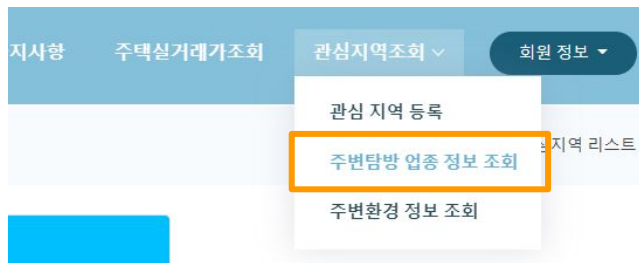 지사항 주택실거래가조회 관심지역조회 회원 정보
관심 지역 등록
지역 리스트
주변탐방 업종 정보 조회
주변환경 정보 조회